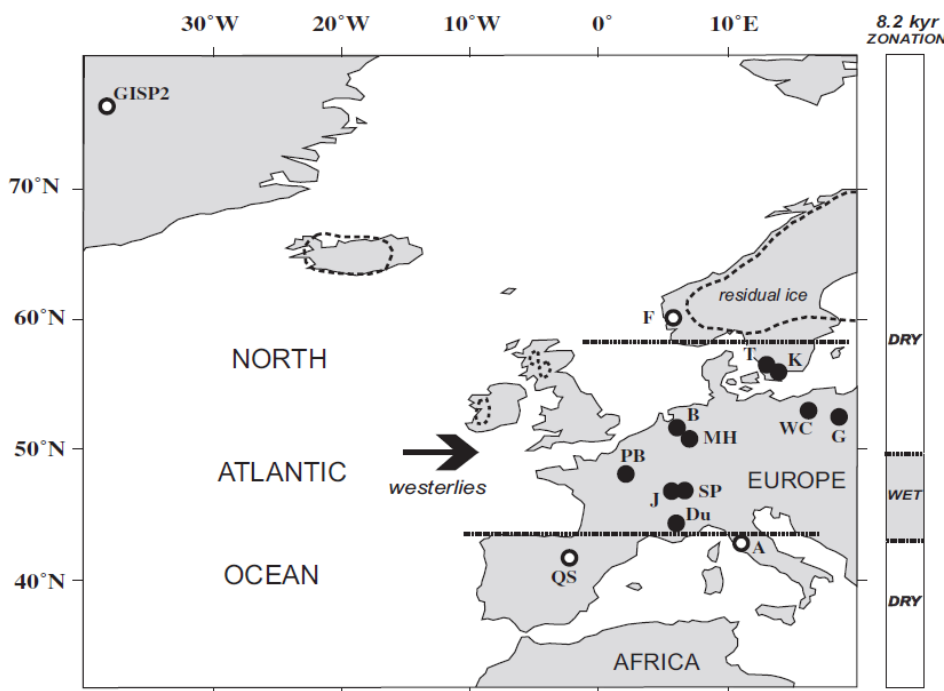 30˚W 20˚W 10˚W 0˚ 10˚E
8.2 kyr
ZONATION
GISP2
70˚N
residual ice
60˚N
F
DRY
NORTH
T K
B
WC
G
MH
50˚N
ATLANTIC
westerlies
PB
EUROPE
WET
J SP
Du
A
OCEAN
QS
40˚N
DRY
AFRICA